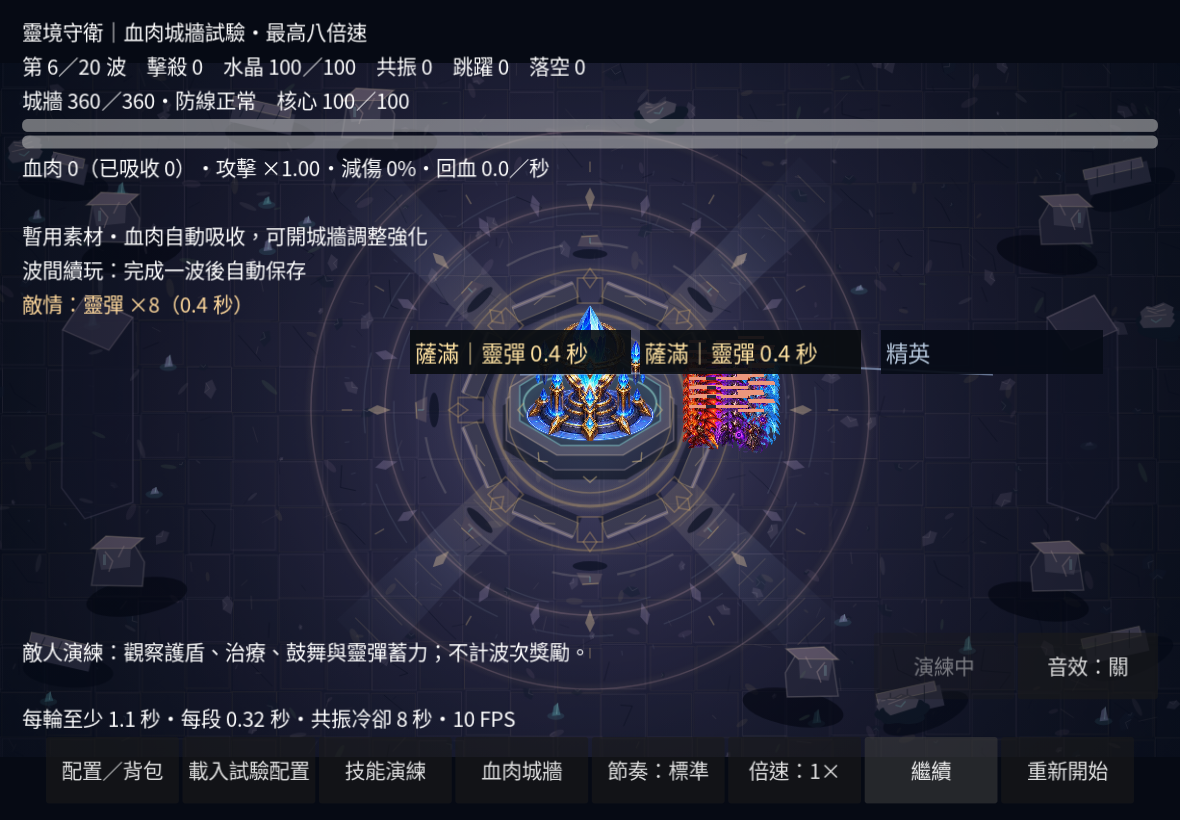 靈境守衛｜血肉城牆試驗・最高八倍速
第 6／20 波　擊殺 0　水晶 100／100　共振 0　跳躍 0　落空 0
城牆 360／360・防線正常　核心 100／100
血肉 0（已吸收 0）・攻擊 ×1.00・減傷 0%・回血 0.0／秒
暫用素材・血肉自動吸收，可開城牆調整強化
波間續玩：完成一波後自動保存
敵情：靈彈 ×8（0.4 秒）
薩滿｜靈彈 0.4 秒　薩滿｜靈彈 0.4 秒　精英
敵人演練：觀察護盾、治療、鼓舞與靈彈蓄力；不計波次獎勵。
演練中　音效：關
每輪至少 1.1 秒・每段 0.32 秒・共振冷卻 8 秒・10 FPS
配置／背包　載入試驗配置　技能演練　血肉城牆　節奏：標準　倍速：1×　繼續　重新開始